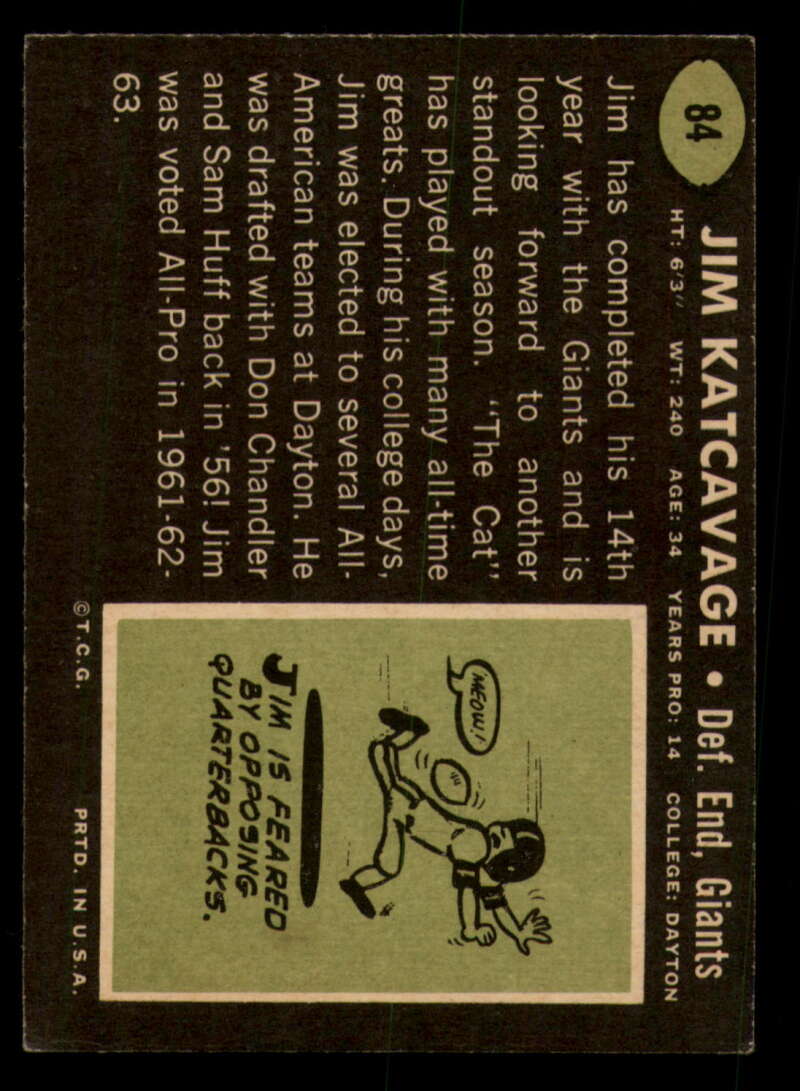 84
JIM KATCAVAGE • Def. End, Giants
HT: 6'3" WT: 240 AGE: 34 YEARS PRO: 14 COLLEGE: DAYTON
Jim has completed his 14th
year with the Giants and is
looking forward to another
standout season. "The Cat"
has played with many all-time
greats. During his college days,
Jim was elected to several All-
American teams at Dayton. He
was drafted with Don Chandler
and Sam Huff back in '56! Jim
was voted All-Pro in 1961-62-
63.
MEOW!
JIM IS FEARED
BY OPPOSING
QUARTERBACKS.
©T.C.G. PRTD. IN U.S.A.